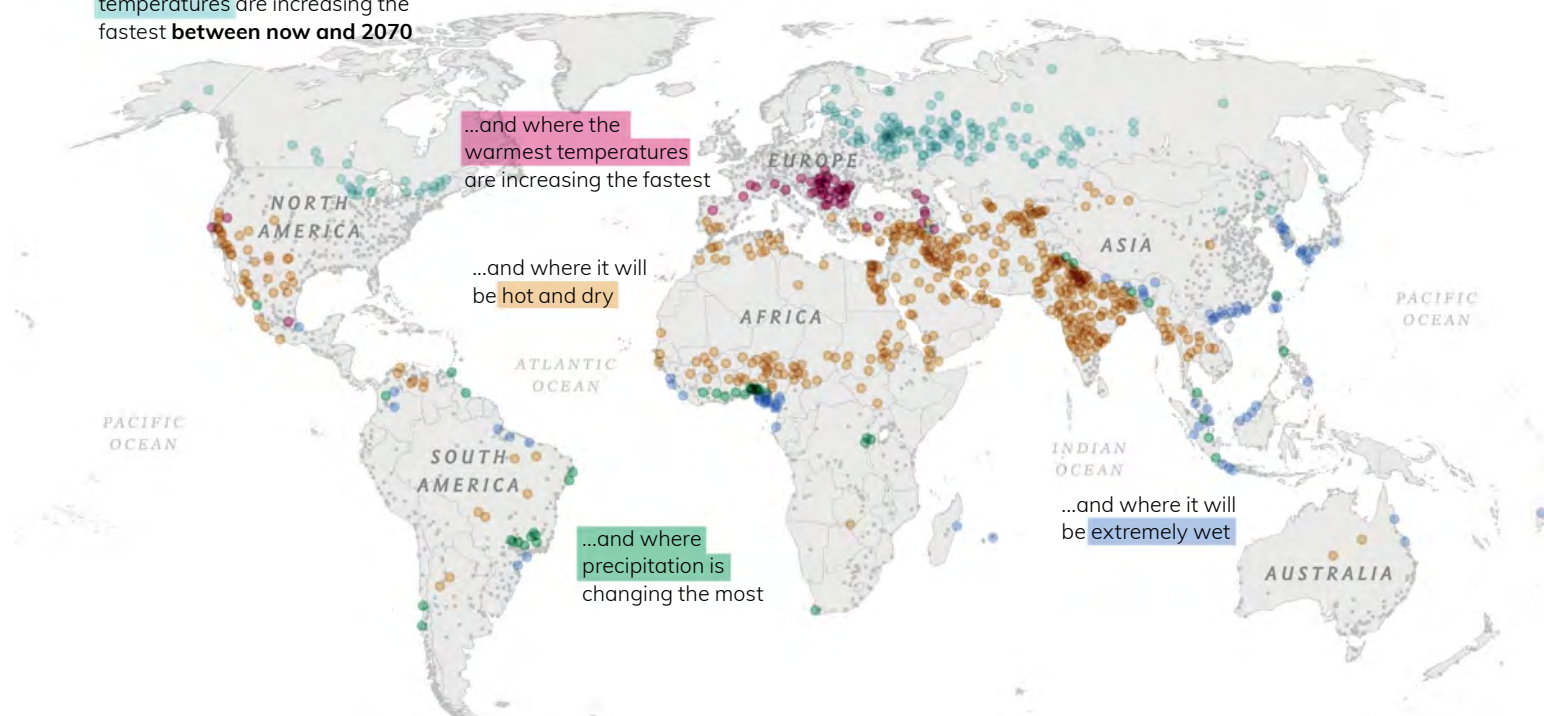 temperatures are increasing the
fastest between now and 2070
...and where the
warmest temperatures
are increasing the fastest
EUROPE
NORTH
AMERICA
ASIA
...and where it will
be hot and dry
AFRICA
PACIFIC
OCEAN
ATLANTIC
OCEAN
PACIFIC
OCEAN
SOUTH
AMERICA
INDIAN
OCEAN
...and where it will
be extremely wet
...and where
precipitation is
changing the most
AUSTRALIA